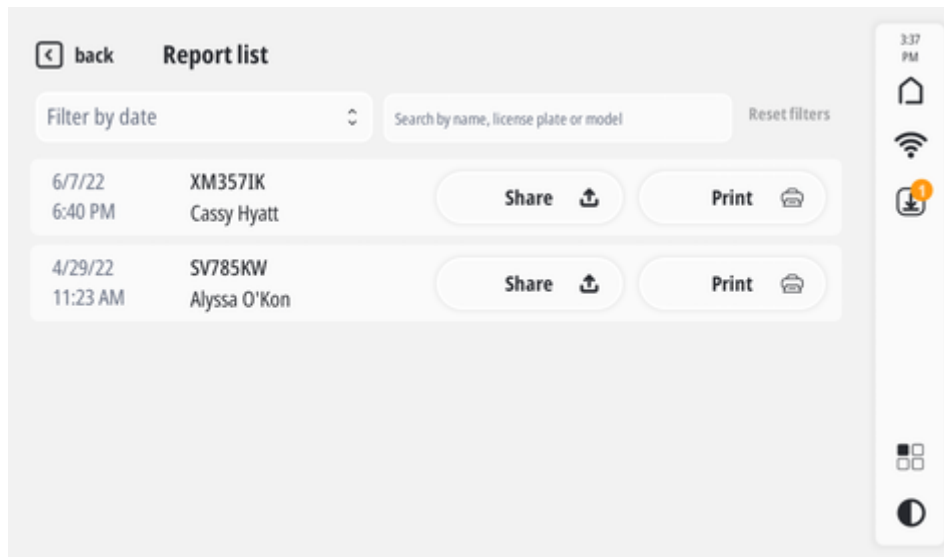 back
Report list
3:37
PM
Filter by date
Search by name, license plate or model
Reset filters
1
6/7/22
6:40 PM
XM357IK
Cassy Hyatt
Share
Print
4/29/22
11:23 AM
SV785KW
Alyssa O'Kon
Share
Print